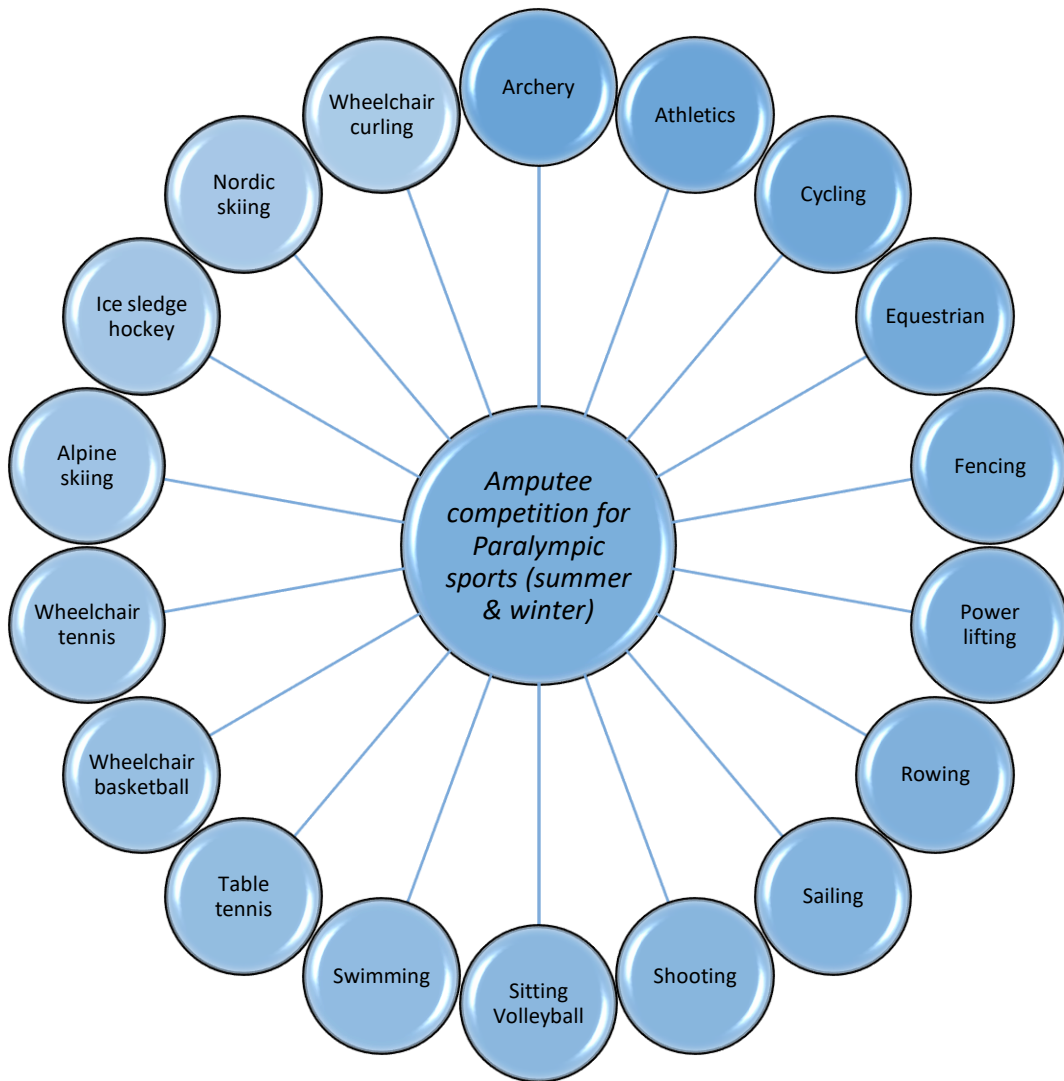 Archery
Athletics
Cycling
Equestrian
Fencing
Power
lifting
Rowing
Sailing
Shooting
Sitting
Volleyball
Swimming
Table
tennis
Wheelchair
basketball
Wheelchair
tennis
Alpine
skiing
Ice sledge
hockey
Nordic
skiing
Wheelchair
curling
Amputee
competition for
Paralympic
sports (summer
& winter)